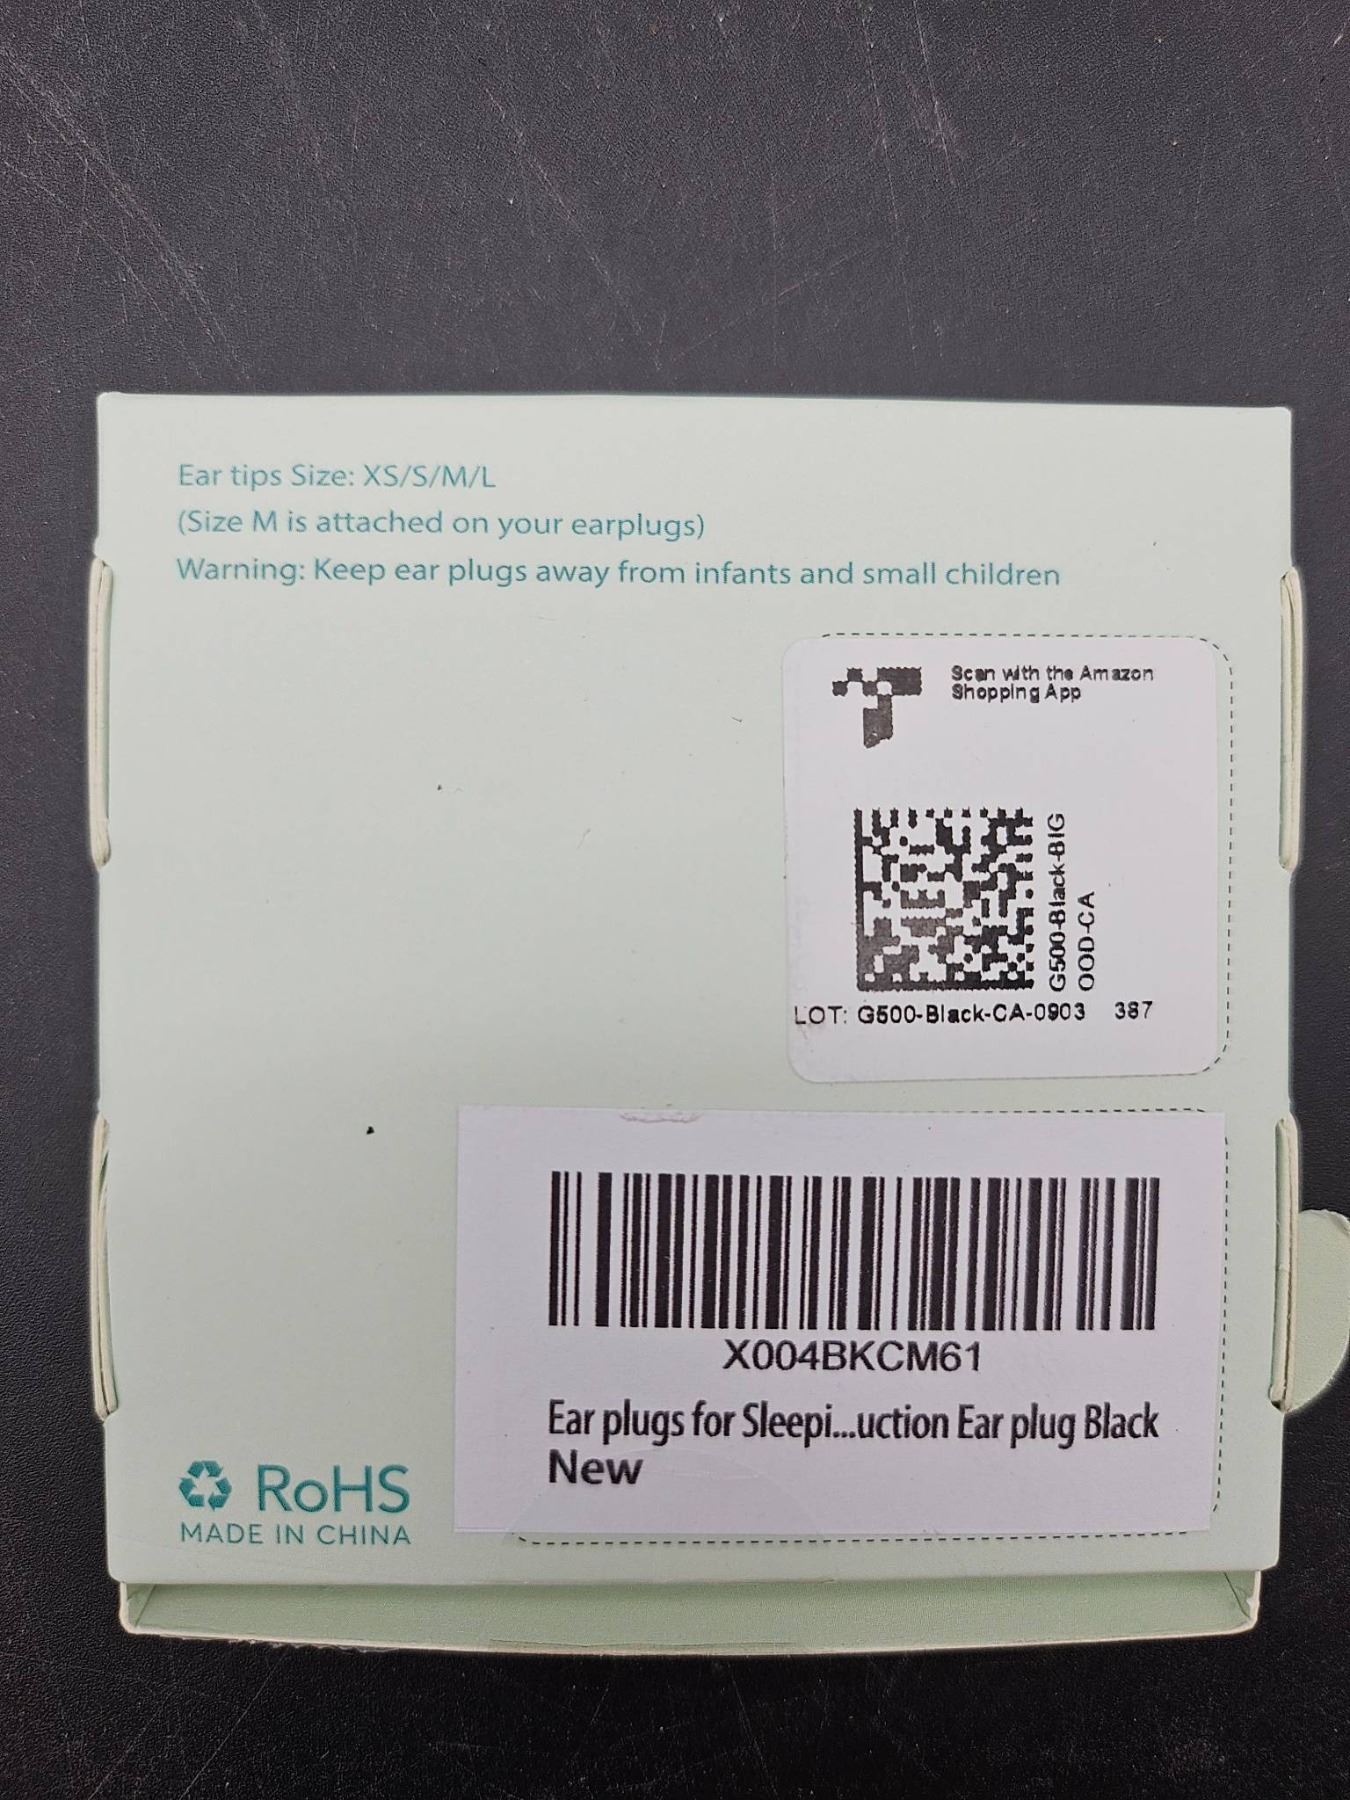 Ear tips Size: XS/S/M/L
(Size M is attached on your earplugs)
Warning: Keep ear plugs away from infants and small children
Scan with the Amazon
Shopping App
G500-Black-BIG
OOD-CA
LOT: G500-Black-CA-0903 387
X004BKCM61
Ear plugs for Sleepi...uction Ear plug Black
New
RoHS
MADE IN CHINA